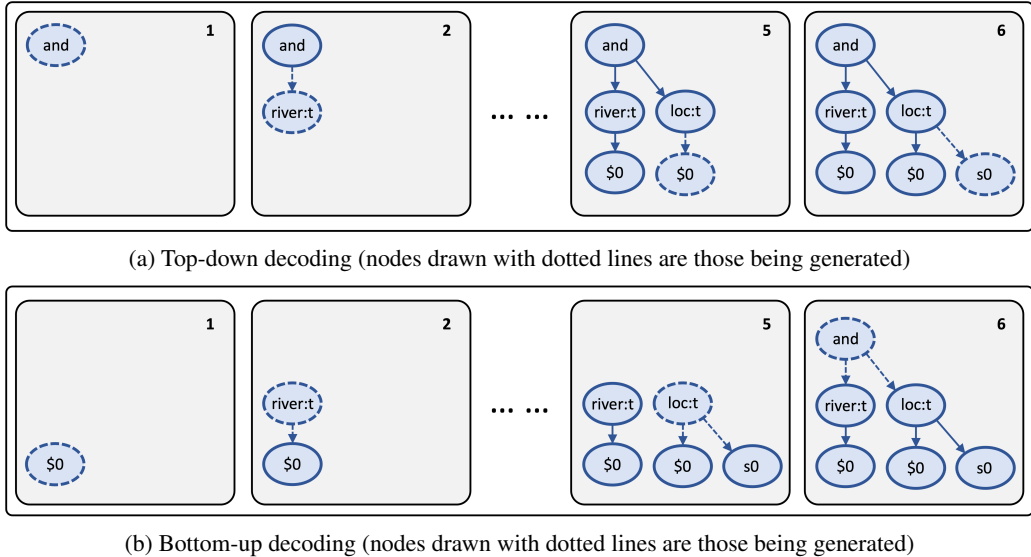 1
and
2
and
river:t
... ...
5
and
river:t loc:t
$0 $0
6
and
river:t loc:t
$0 $0 s0
(a) Top-down decoding (nodes drawn with dotted lines are those being generated)
1
$0
2
river:t
$0
... ...
5
river:t loc:t
$0 $0 s0
6
and
river:t loc:t
$0 $0 s0
(b) Bottom-up decoding (nodes drawn with dotted lines are those being generated)